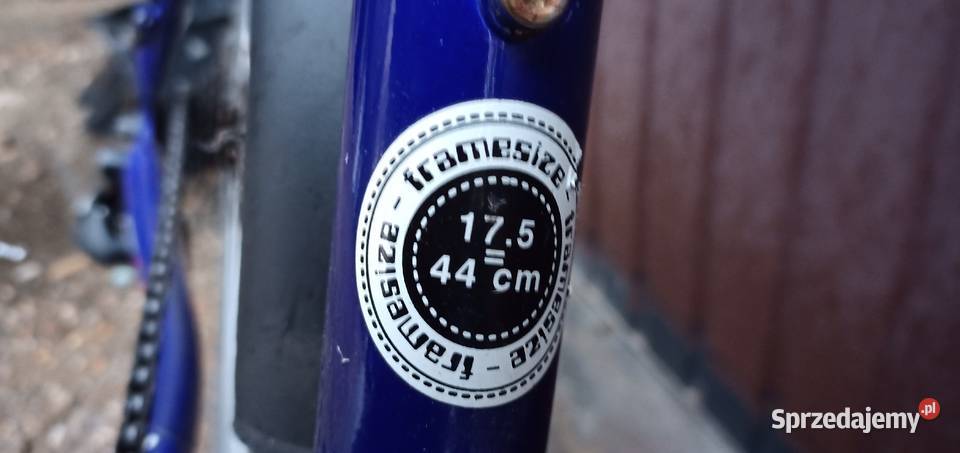 framesize - framesize - framesize -
17.5
=
44 cm
Sprzedajemy.pl